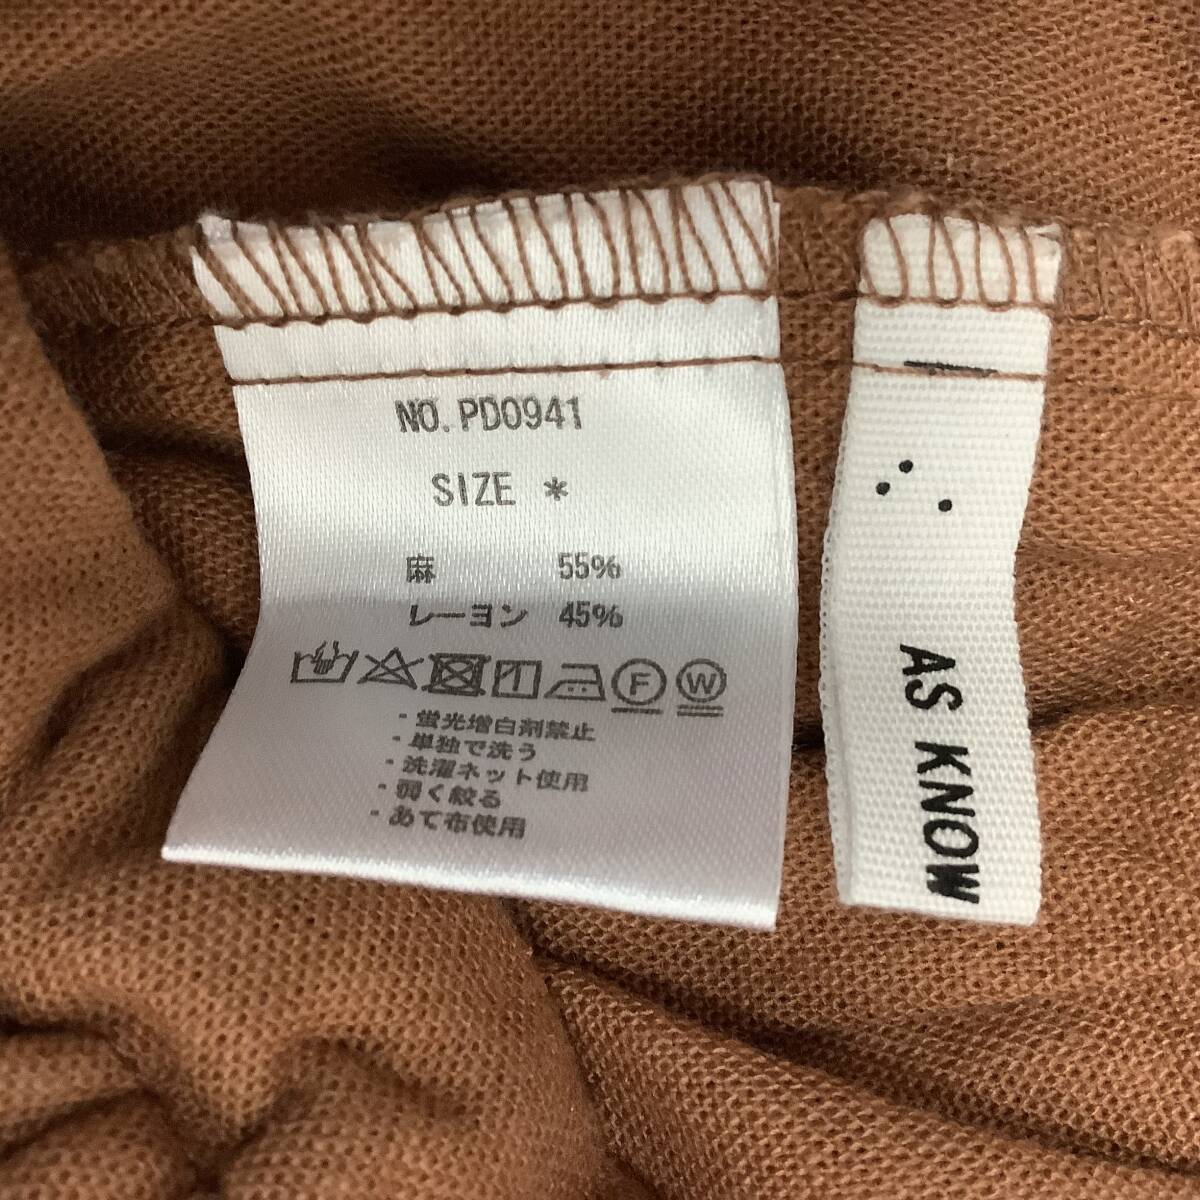 NO. PD0941
SIZE *
麻 55%
レーヨン 45%
F W
・蛍光増白剤禁止
・単独で洗う
・洗濯ネット使用
・弱く絞る
・あて布使用
AS KNOW